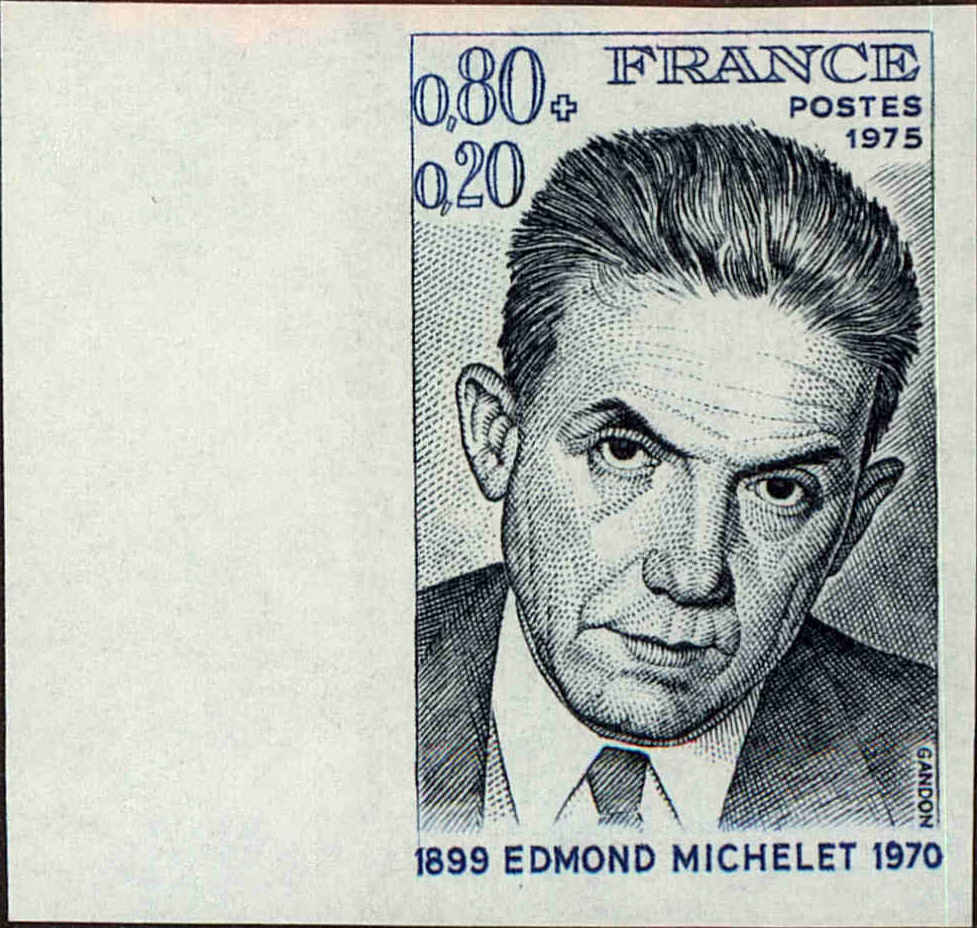 0,80+
0,20
FRANCE
POSTES
1975
GANDON
1899 EDMOND MICHELET 1970